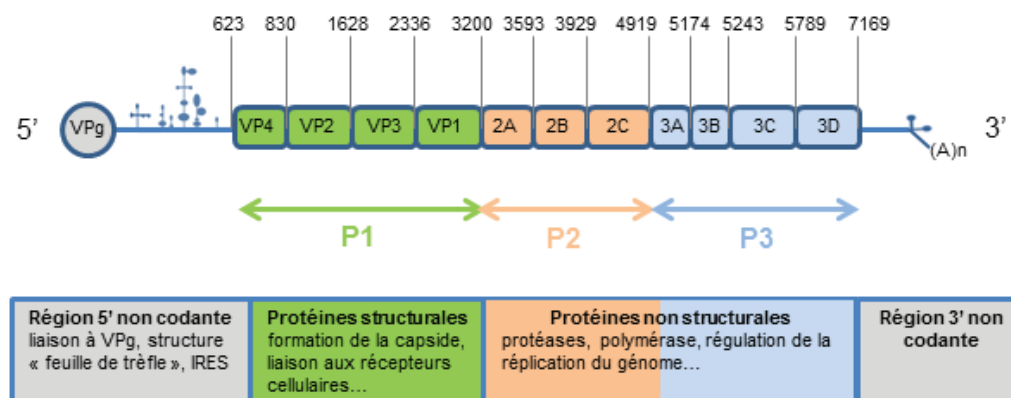 623 830 1628 2336 3200 3593 3929 4919 5174 5243 5789 7169
5’ VPg VP4 VP2 VP3 VP1 2A 2B 2C 3A 3B 3C 3D 3’
(A)n
P1 P2 P3
Région 5’ non codante
liaison à VPg, structure
« feuille de trèfle », IRES
Protéines structurales
formation de la capside,
liaison aux récepteurs
cellulaires…
Protéines non structurales
protéases, polymérase, régulation de la
réplication du génome…
Région 3’ non
codante